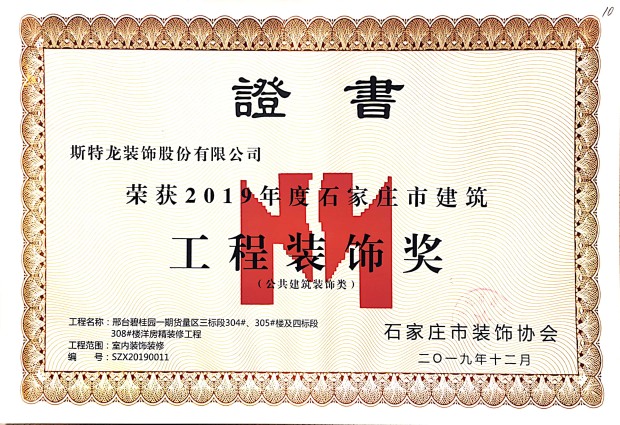 10
證書
斯特龙装饰股份有限公司
荣获2019年度石家庄市建筑
工程装饰奖
(公共建筑装饰类)
工程名称：邢台碧桂园一期货量区三标段304#、305#楼及四标段
308#楼洋房精装修工程
工程范围：室内装饰装修
编 号：SZX20190011
石家庄市装饰协会
二〇一九年十二月